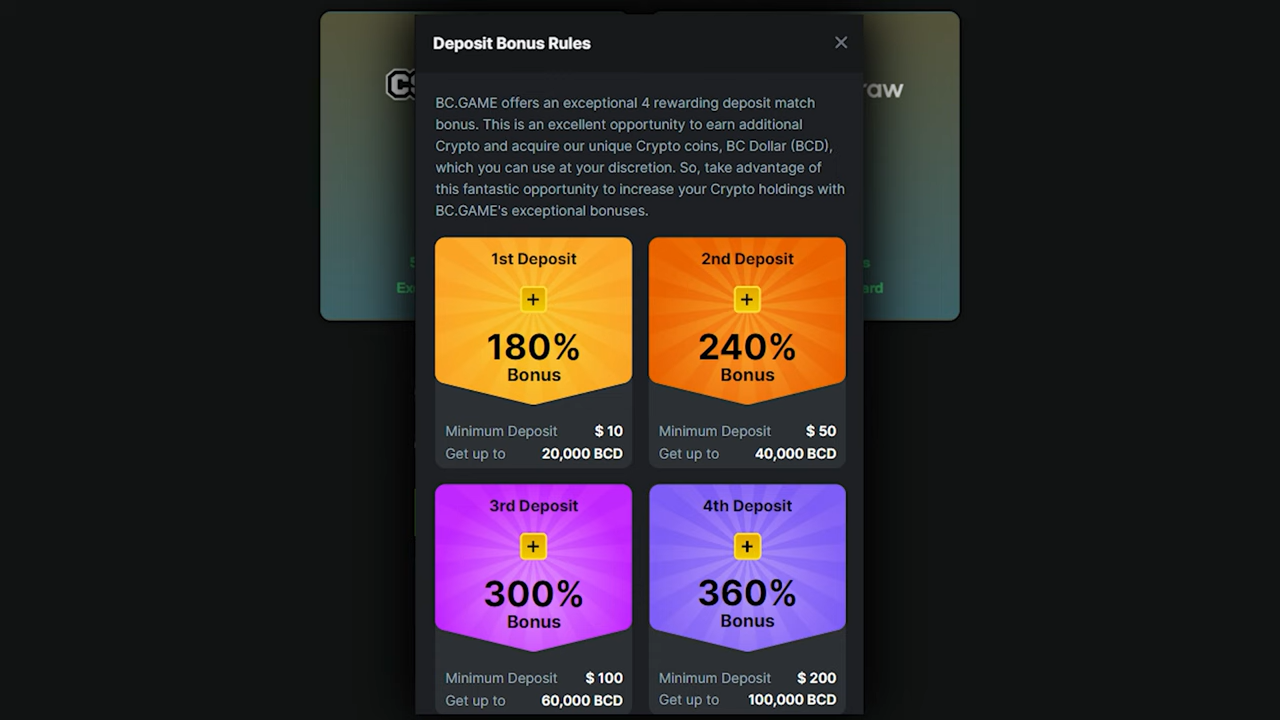 Deposit Bonus Rules
BC.GAME offers an exceptional 4 rewarding deposit match
bonus. This is an excellent opportunity to earn additional
Crypto and acquire our unique Crypto coins, BC Dollar (BCD),
which you can use at your discretion. So, take advantage of
this fantastic opportunity to increase your Crypto holdings with
BC.GAME's exceptional bonuses.
1st Deposit
+
180%
Bonus
Minimum Deposit $ 10
Get up to 20,000 BCD
2nd Deposit
+
240%
Bonus
Minimum Deposit $ 50
Get up to 40,000 BCD
3rd Deposit
+
300%
Bonus
Minimum Deposit $ 100
Get up to 60,000 BCD
4th Deposit
+
360%
Bonus
Minimum Deposit $ 200
Get up to 100,000 BCD